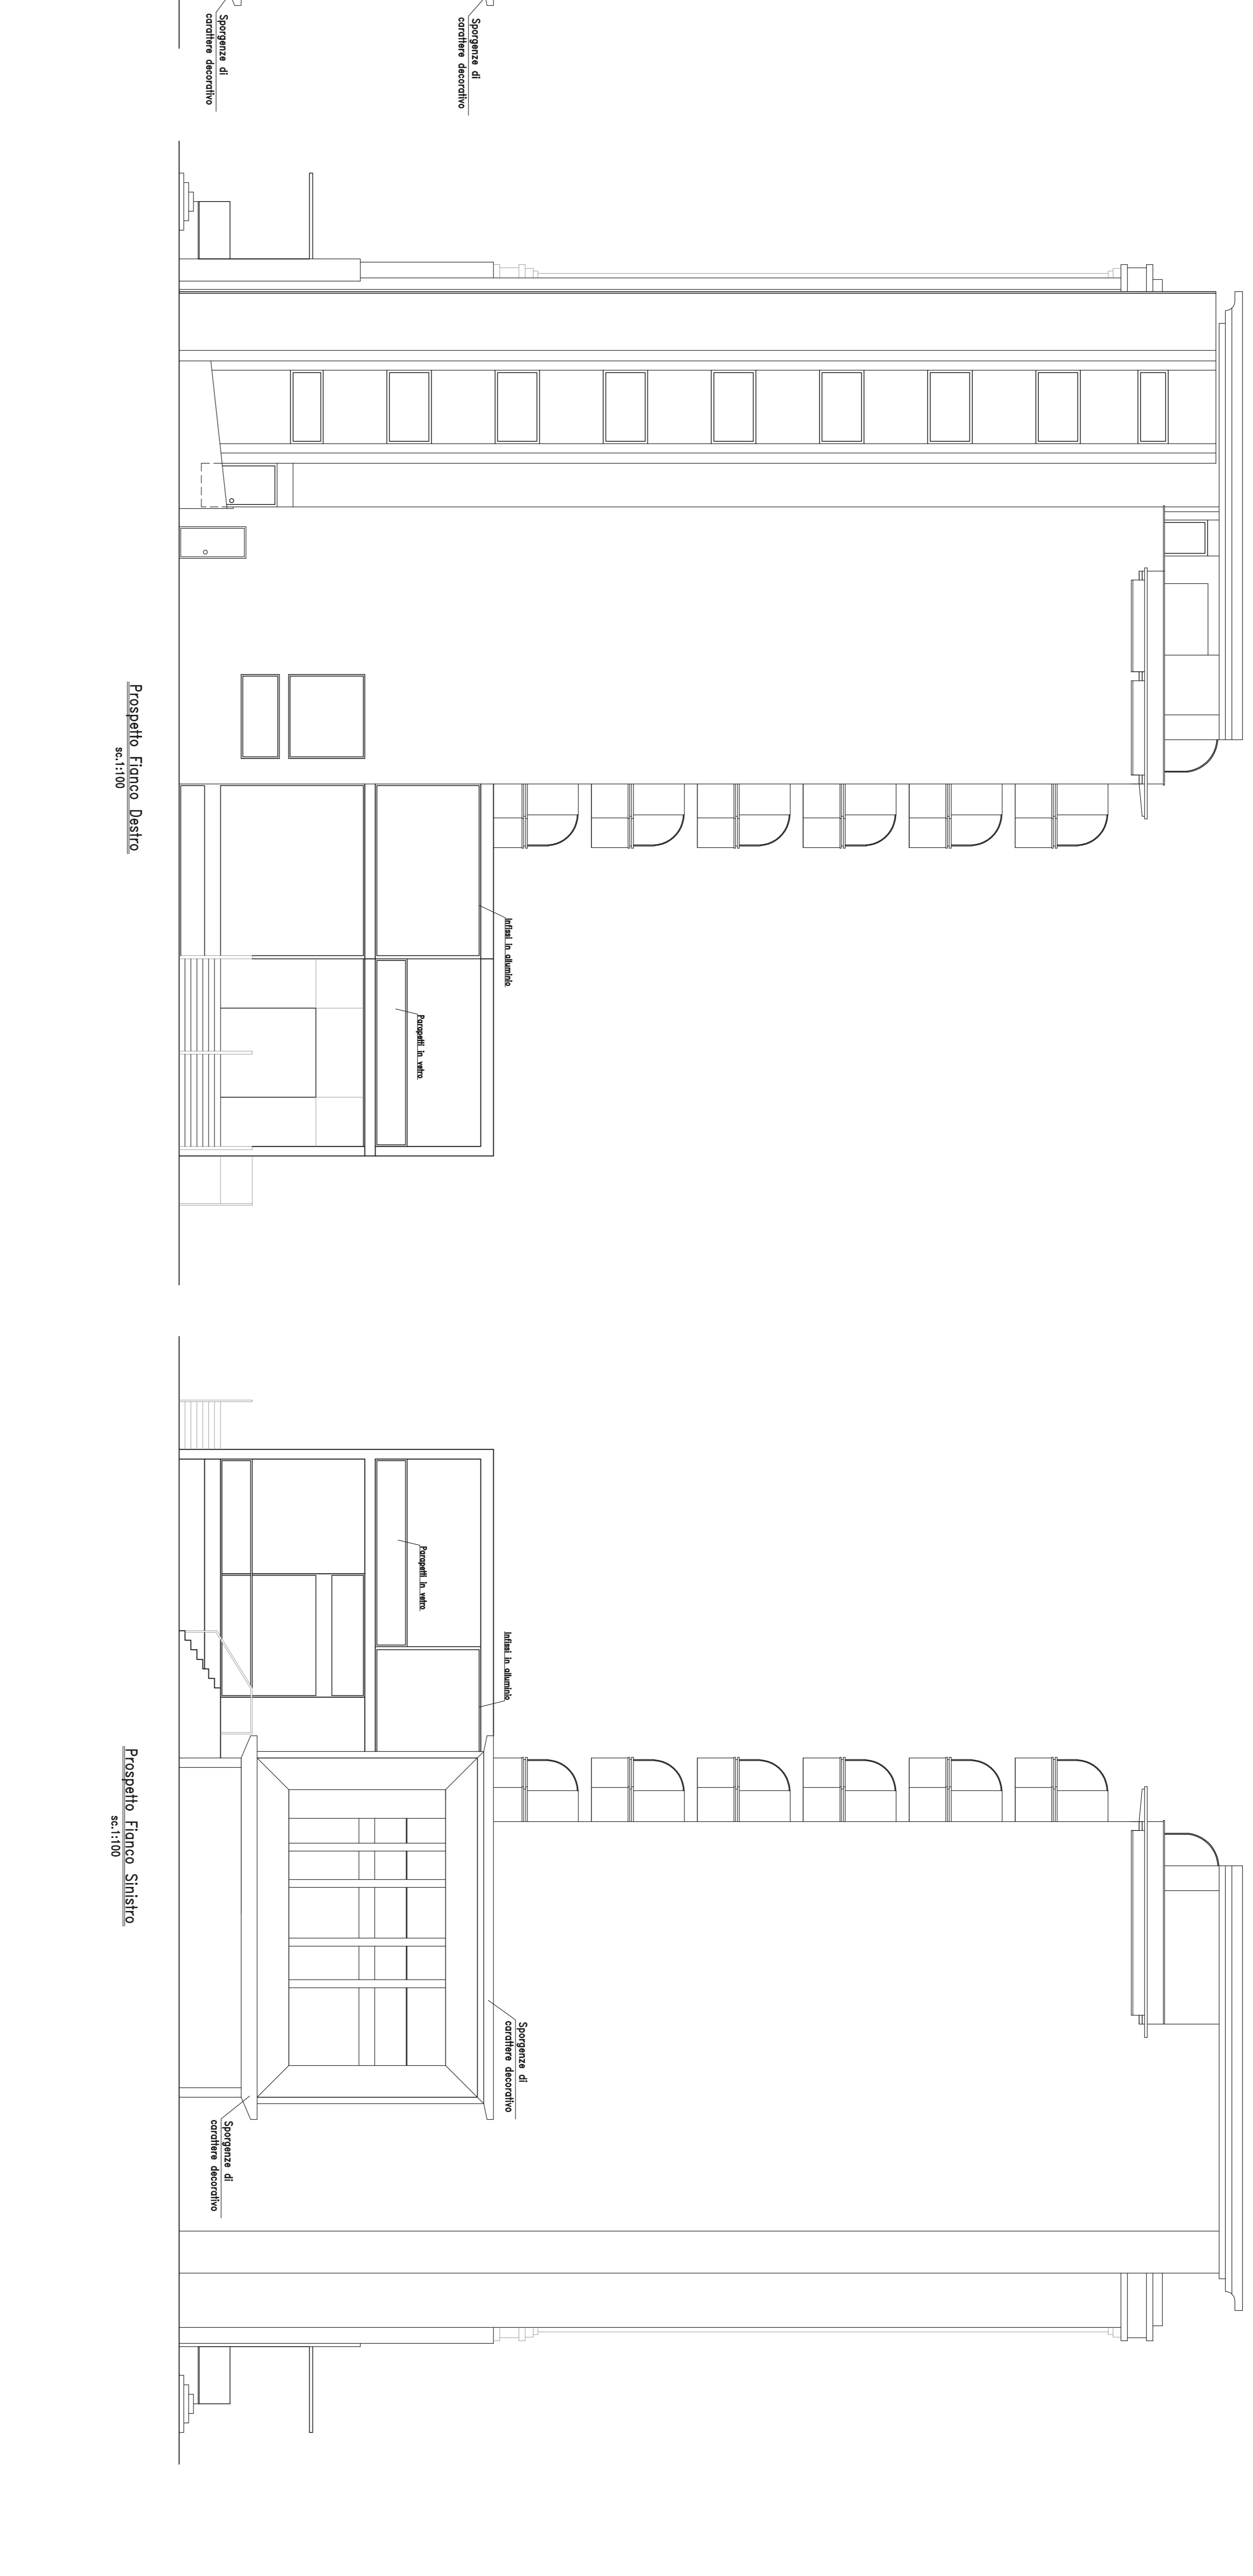 Sporgenze di
carattere decorativo
Sporgenze di
carattere decorativo
Infissi in alluminio
Parapetti in vetro
Prospetto Fianco Destro
sc.1:100
Parapetti in vetro
Infissi in alluminio
Sporgenze di
carattere decorativo
Sporgenze di
carattere decorativo
Prospetto Fianco Sinistro
sc.1:100